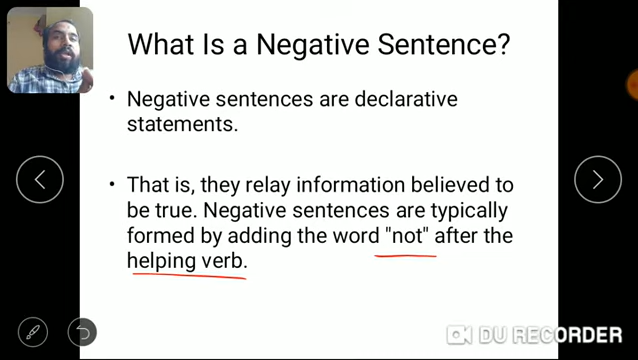 What Is a Negative Sentence?
• Negative sentences are declarative
statements.
• That is, they relay information believed to
be true. Negative sentences are typically
formed by adding the word "not" after the
helping verb.
DU RECORDER